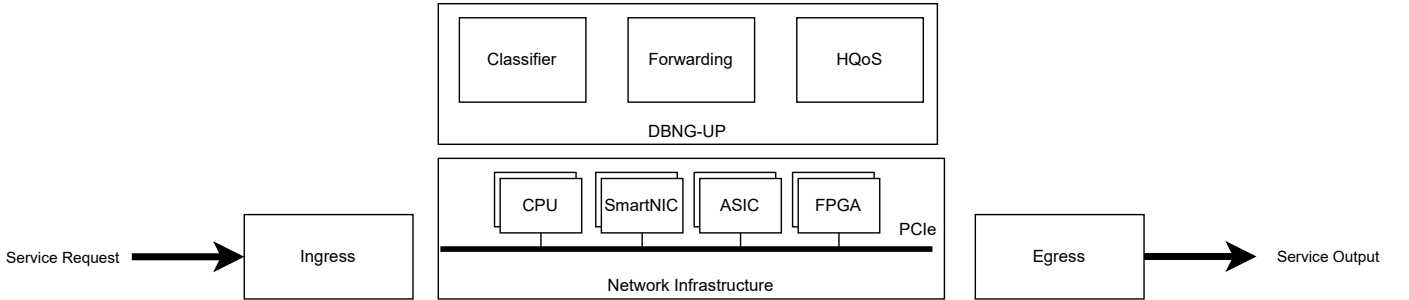 Classifier
Forwarding
HQoS
DBNG-UP
CPU
SmartNIC
ASIC
FPGA
PCIe
Service Request
Ingress
Egress
Service Output
Network Infrastructure